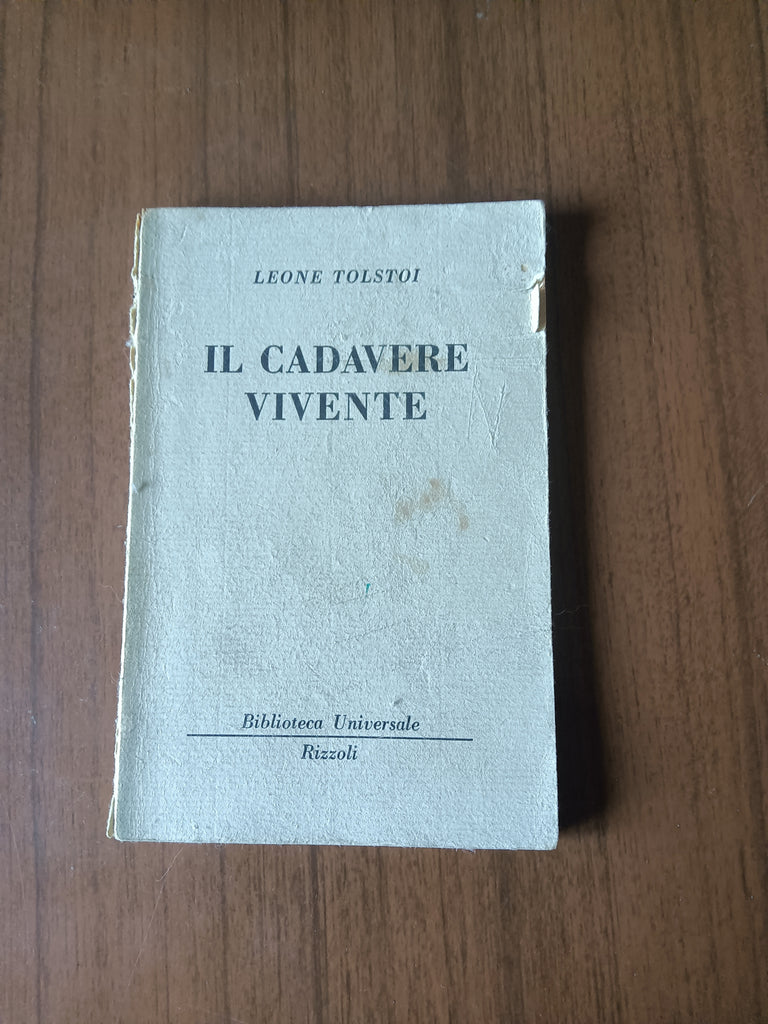 LEONE TOLSTOI
IL CADAVERE
VIVENTE
Biblioteca Universale
Rizzoli